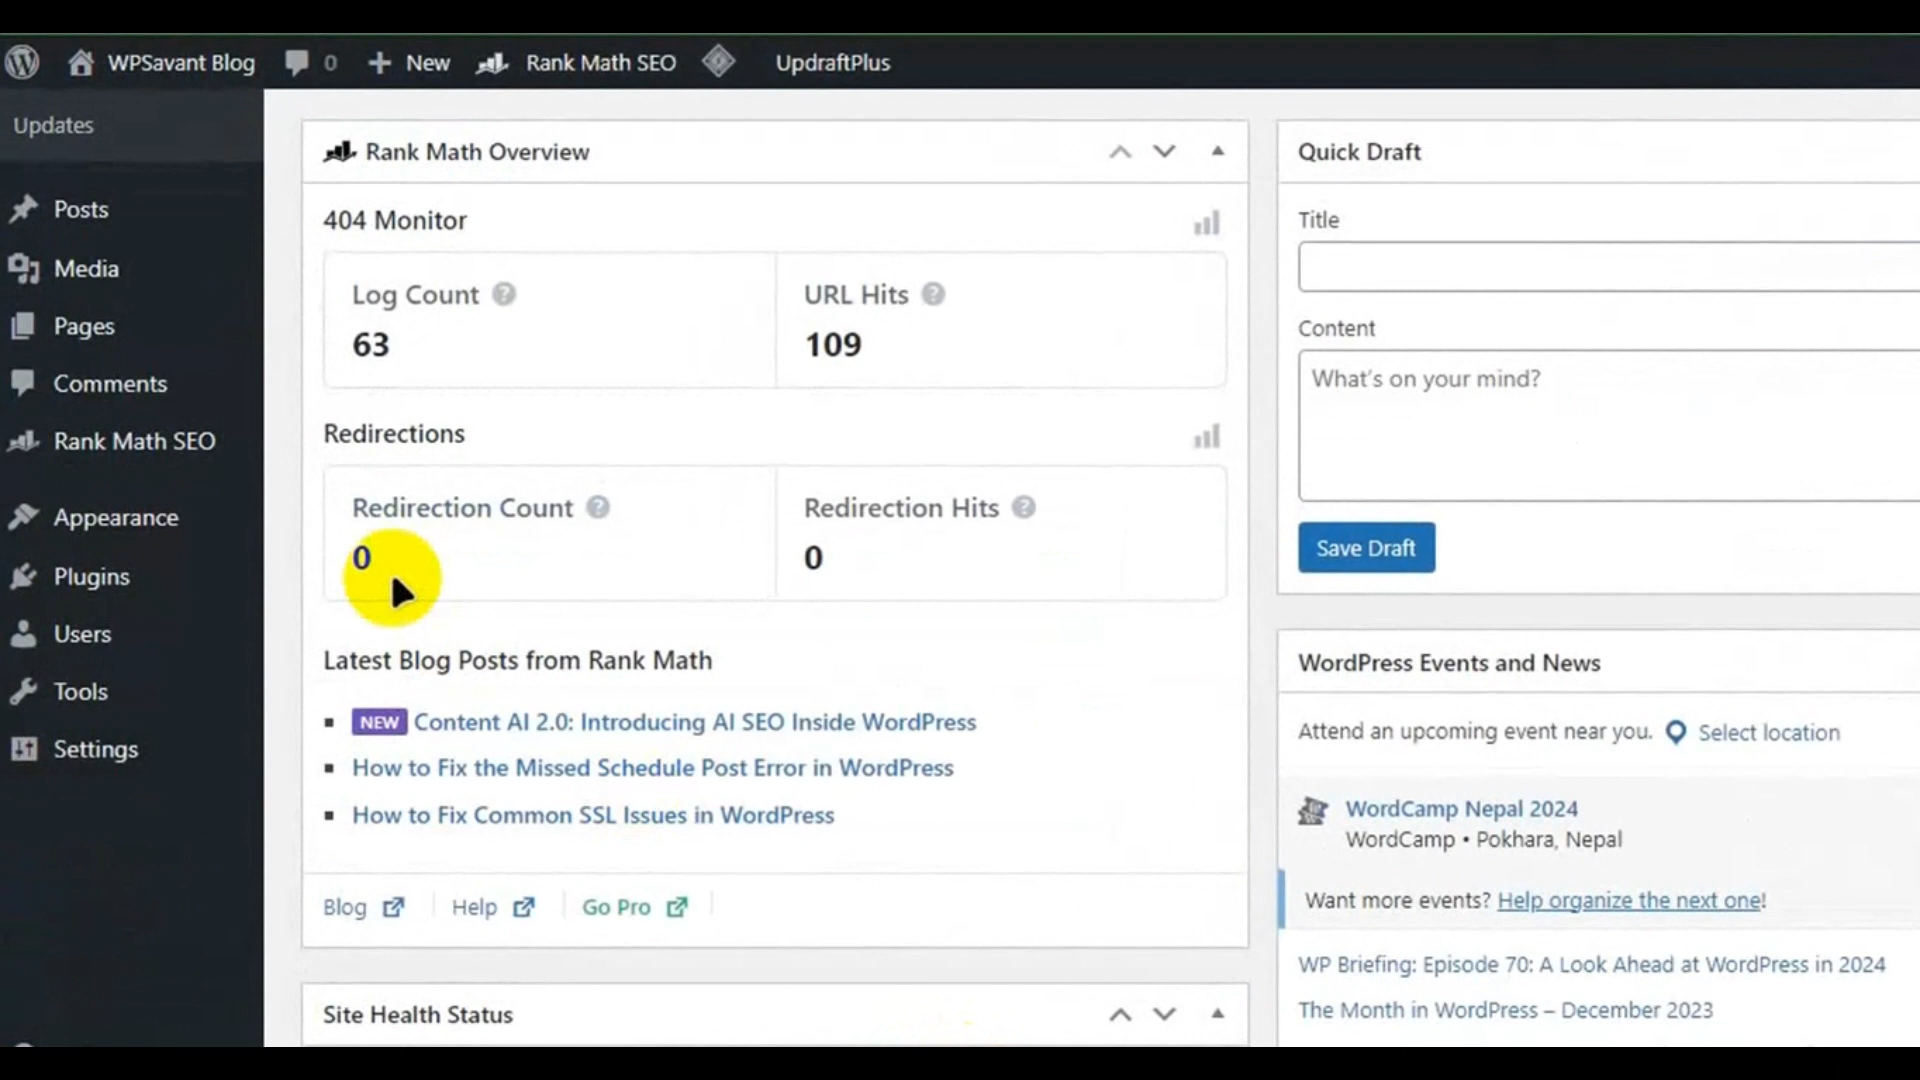 WPSavant Blog 0 New Rank Math SEO UpdraftPlus
Updates
Posts
Media
Pages
Comments
Rank Math SEO
Appearance
Plugins
Users
Tools
Settings
Rank Math Overview
404 Monitor
Log Count
63
URL Hits
109
Redirections
Redirection Count
0
Redirection Hits
0
Latest Blog Posts from Rank Math
NEW Content AI 2.0: Introducing AI SEO Inside WordPress
How to Fix the Missed Schedule Post Error in WordPress
How to Fix Common SSL Issues in WordPress
Blog Help Go Pro
Site Health Status
Quick Draft
Title
Content
What's on your mind?
Save Draft
WordPress Events and News
Attend an upcoming event near you. Select location
WordCamp Nepal 2024
WordCamp • Pokhara, Nepal
Want more events? Help organize the next one!
WP Briefing: Episode 70: A Look Ahead at WordPress in 2024
The Month in WordPress – December 2023